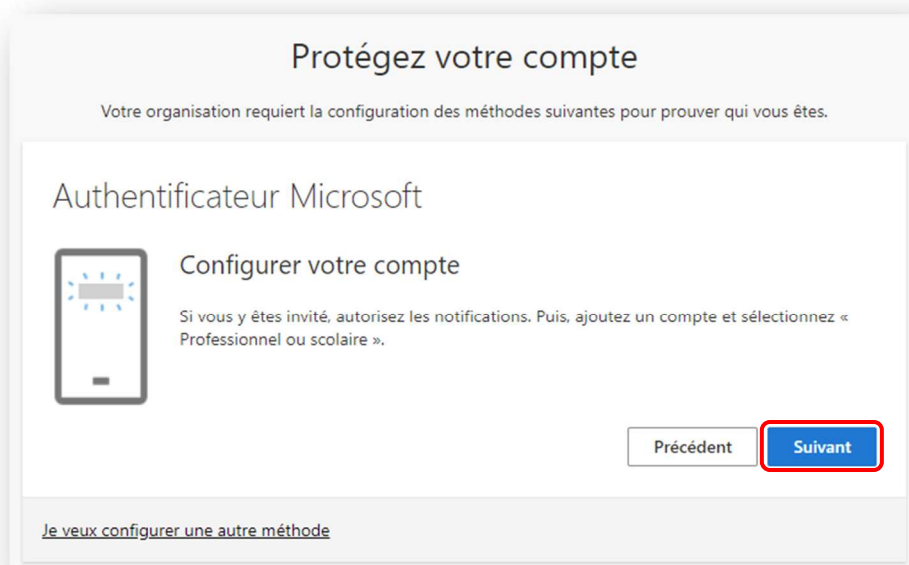 Protégez votre compte
Votre organisation requiert la configuration des méthodes suivantes pour prouver qui vous êtes.
Authentificateur Microsoft
Configurer votre compte
Si vous y êtes invité, autorisez les notifications. Puis, ajoutez un compte et sélectionnez «
Professionnel ou scolaire ».
Précédent
Suivant
Je veux configurer une autre méthode